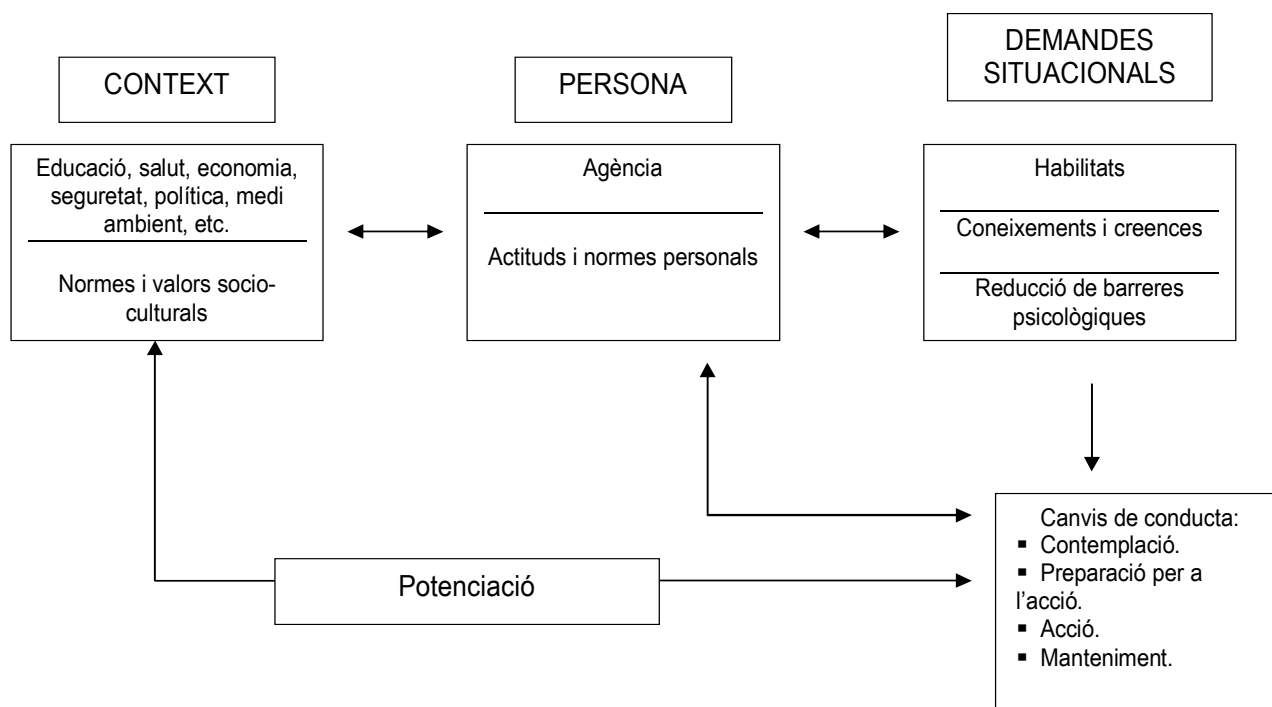 CONTEXT
PERSONA
DEMANDES
SITUACIONALS
Educació, salut, economia,
seguretat, política, medi
ambient, etc.
Normes i valors socio-
culturals
Agència
Actituds i normes personals
Habilitats
Coneixements i creences
Reducció de barreres
psicològiques
Potenciació
Canvis de conducta:
▪ Contemplació.
▪ Preparació per a
l’acció.
▪ Acció.
▪ Manteniment.